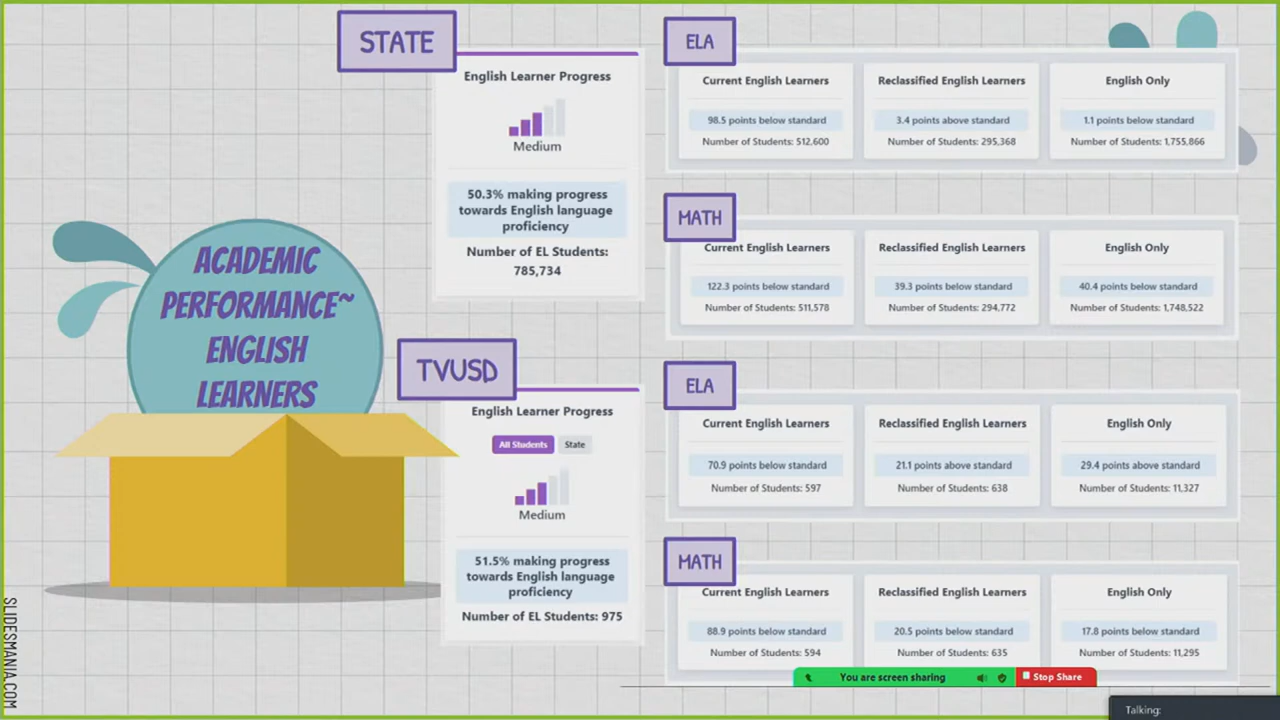 ACADEMIC
PERFORMANCE~
ENGLISH
LEARNERS
STATE
English Learner Progress
Medium
50.3% making progress
towards English language
proficiency
Number of EL Students:
785,734
ELA
Current English Learners
98.5 points below standard
Number of Students: 512,600
Reclassified English Learners
3.4 points above standard
Number of Students: 295,368
English Only
1.1 points below standard
Number of Students: 1,755,866
MATH
Current English Learners
122.3 points below standard
Number of Students: 511,578
Reclassified English Learners
39.3 points below standard
Number of Students: 294,772
English Only
40.4 points below standard
Number of Students: 1,748,522
TVUSD
English Learner Progress
All Students State
Medium
51.5% making progress
towards English language
proficiency
Number of EL Students: 975
ELA
Current English Learners
70.9 points below standard
Number of Students: 597
Reclassified English Learners
21.1 points above standard
Number of Students: 638
English Only
29.4 points above standard
Number of Students: 11,327
MATH
Current English Learners
88.9 points below standard
Number of Students: 594
Reclassified English Learners
20.5 points below standard
Number of Students: 635
English Only
17.8 points below standard
Number of Students: 11,295
You are screen sharing Stop Share
Talking:
SLIDESMANIA.COM